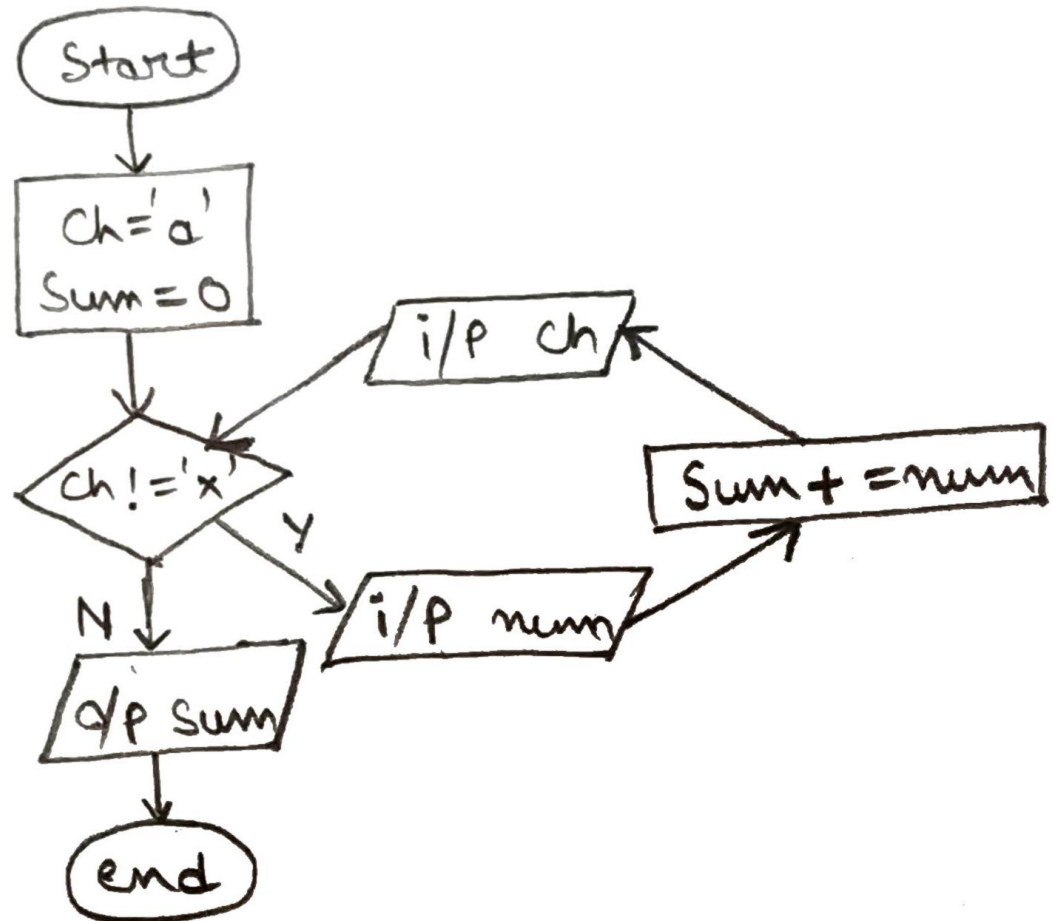 Start
Ch='a'
Sum=0
i/p ch
ch!='x'
Sum+=num
Y
i/p num
N
o/p sum
end